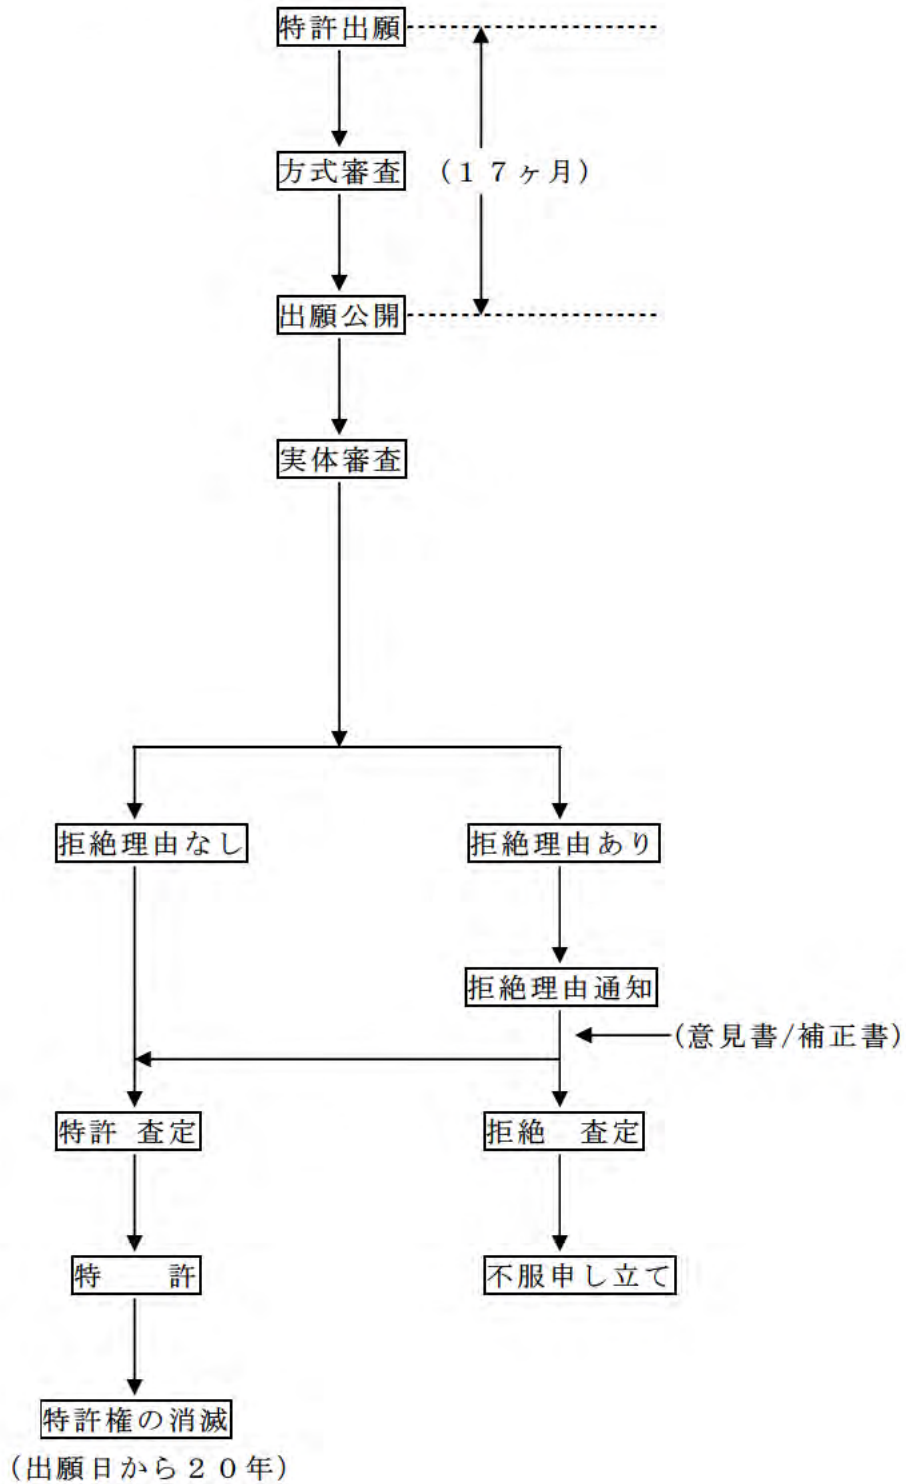 特許出願
方式審査
(１７ヶ月)
出願公開
実体審査
拒絶理由なし
拒絶理由あり
拒絶理由通知
(意見書/補正書)
特許 査定
拒絶　査定
特　　許
不服申し立て
特許権の消滅
(出願日から２０年)